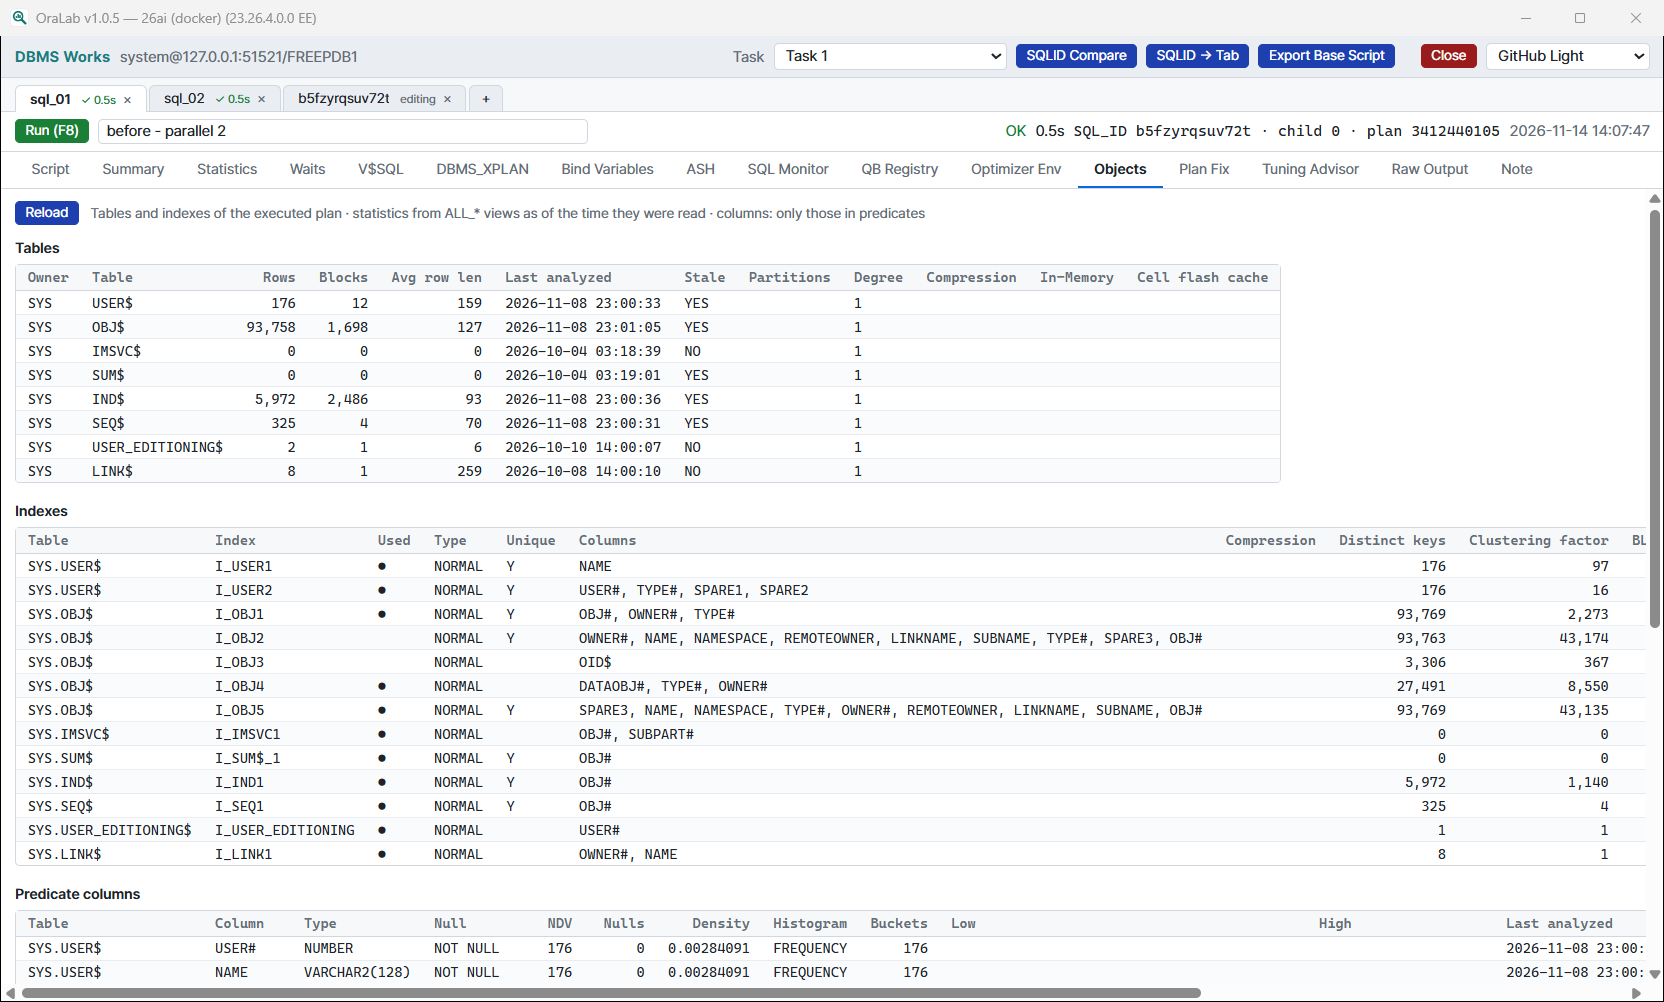 OraLab v1.0.5 — 26ai (docker) (23.26.4.0.0 EE)
DBMS Works system@127.0.0.1:51521/FREEPDB1 Task Task 1 SQLID Compare SQLID → Tab Export Base Script Close GitHub Light
sql_01 ✓ 0.5s × sql_02 ✓ 0.5s × b5fzyrqsuv72t editing × +
Run (F8) before - parallel 2 OK 0.5s SQL_ID b5fzyrqsuv72t · child 0 · plan 3412440105 2026-11-14 14:07:47
Script Summary Statistics Waits V$SQL DBMS_XPLAN Bind Variables ASH SQL Monitor QB Registry Optimizer Env Objects Plan Fix Tuning Advisor Raw Output Note
Reload Tables and indexes of the executed plan · statistics from ALL_* views as of the time they were read · columns: only those in predicates
Tables
Owner Table Rows Blocks Avg row len Last analyzed Stale Partitions Degree Compression In-Memory Cell flash cache
SYS USER$ 176 12 159 2026-11-08 23:00:33 YES 1
SYS OBJ$ 93,758 1,698 127 2026-11-08 23:01:05 YES 1
SYS IMSVC$ 0 0 0 2026-10-04 03:18:39 NO 1
SYS SUM$ 0 0 0 2026-10-04 03:19:01 YES 1
SYS IND$ 5,972 2,486 93 2026-11-08 23:00:36 YES 1
SYS SEQ$ 325 4 70 2026-11-08 23:00:31 YES 1
SYS USER_EDITIONING$ 2 1 6 2026-10-10 14:00:07 NO 1
SYS LINK$ 8 1 259 2026-10-08 14:00:10 NO 1
Indexes
Table Index Used Type Unique Columns Compression Distinct keys Clustering factor BL
SYS.USER$ I_USER1 ● NORMAL Y NAME 176 97
SYS.USER$ I_USER2 ● NORMAL Y USER#, TYPE#, SPARE1, SPARE2 176 16
SYS.OBJ$ I_OBJ1 ● NORMAL Y OBJ#, OWNER#, TYPE# 93,769 2,273
SYS.OBJ$ I_OBJ2 NORMAL Y OWNER#, NAME, NAMESPACE, REMOTEOWNER, LINKNAME, SUBNAME, TYPE#, SPARE3, OBJ# 93,763 43,174
SYS.OBJ$ I_OBJ3 NORMAL OID$ 3,306 367
SYS.OBJ$ I_OBJ4 ● NORMAL DATAOBJ#, TYPE#, OWNER# 27,491 8,550
SYS.OBJ$ I_OBJ5 ● NORMAL Y SPARE3, NAME, NAMESPACE, TYPE#, OWNER#, REMOTEOWNER, LINKNAME, SUBNAME, OBJ# 93,769 43,135
SYS.IMSVC$ I_IMSVC1 ● NORMAL OBJ#, SUBPART# 0 0
SYS.SUM$ I_SUM$_1 ● NORMAL Y OBJ# 0 0
SYS.IND$ I_IND1 ● NORMAL Y OBJ# 5,972 1,140
SYS.SEQ$ I_SEQ1 ● NORMAL Y OBJ# 325 4
SYS.USER_EDITIONING$ I_USER_EDITIONING ● NORMAL USER# 1 1
SYS.LINK$ I_LINK1 ● NORMAL OWNER#, NAME 8 1
Predicate columns
Table Column Type Null NDV Nulls Density Histogram Buckets Low High Last analyzed
SYS.USER$ USER# NUMBER NOT NULL 176 0 0.00284091 FREQUENCY 176 2026-11-08 23:00:
SYS.USER$ NAME VARCHAR2(128) NOT NULL 176 0 0.00284091 FREQUENCY 176 2026-11-08 23:00: